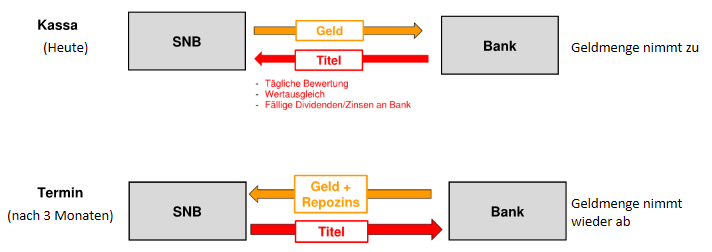 Kassa
(Heute)
SNB
Geld
Titel
- Tägliche Bewertung
- Wertausgleich
- Fällige Dividenden/Zinsen an Bank
Bank
Geldmenge nimmt zu
Termin
(nach 3 Monaten)
SNB
Geld +
Repozins
Titel
Bank
Geldmenge nimmt
wieder ab